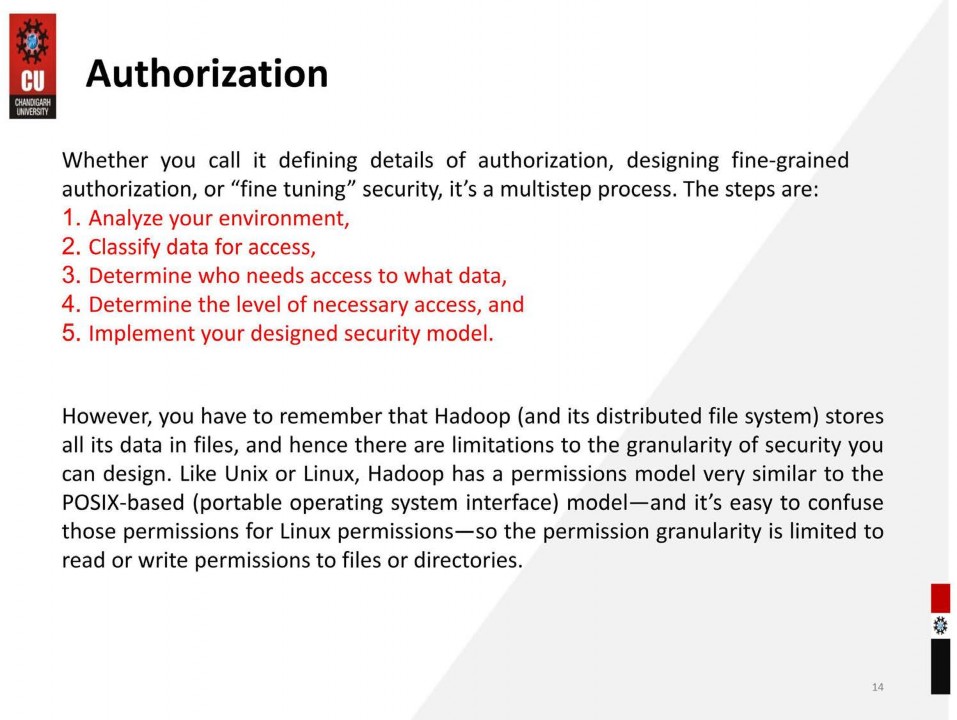 CU
CHANDIGARH
UNIVERSITY
Authorization
Whether you call it defining details of authorization, designing fine-grained
authorization, or “fine tuning” security, it’s a multistep process. The steps are:
1. Analyze your environment,
2. Classify data for access,
3. Determine who needs access to what data,
4. Determine the level of necessary access, and
5. Implement your designed security model.
However, you have to remember that Hadoop (and its distributed file system) stores
all its data in files, and hence there are limitations to the granularity of security you
can design. Like Unix or Linux, Hadoop has a permissions model very similar to the
POSIX-based (portable operating system interface) model—and it’s easy to confuse
those permissions for Linux permissions—so the permission granularity is limited to
read or write permissions to files or directories.
14